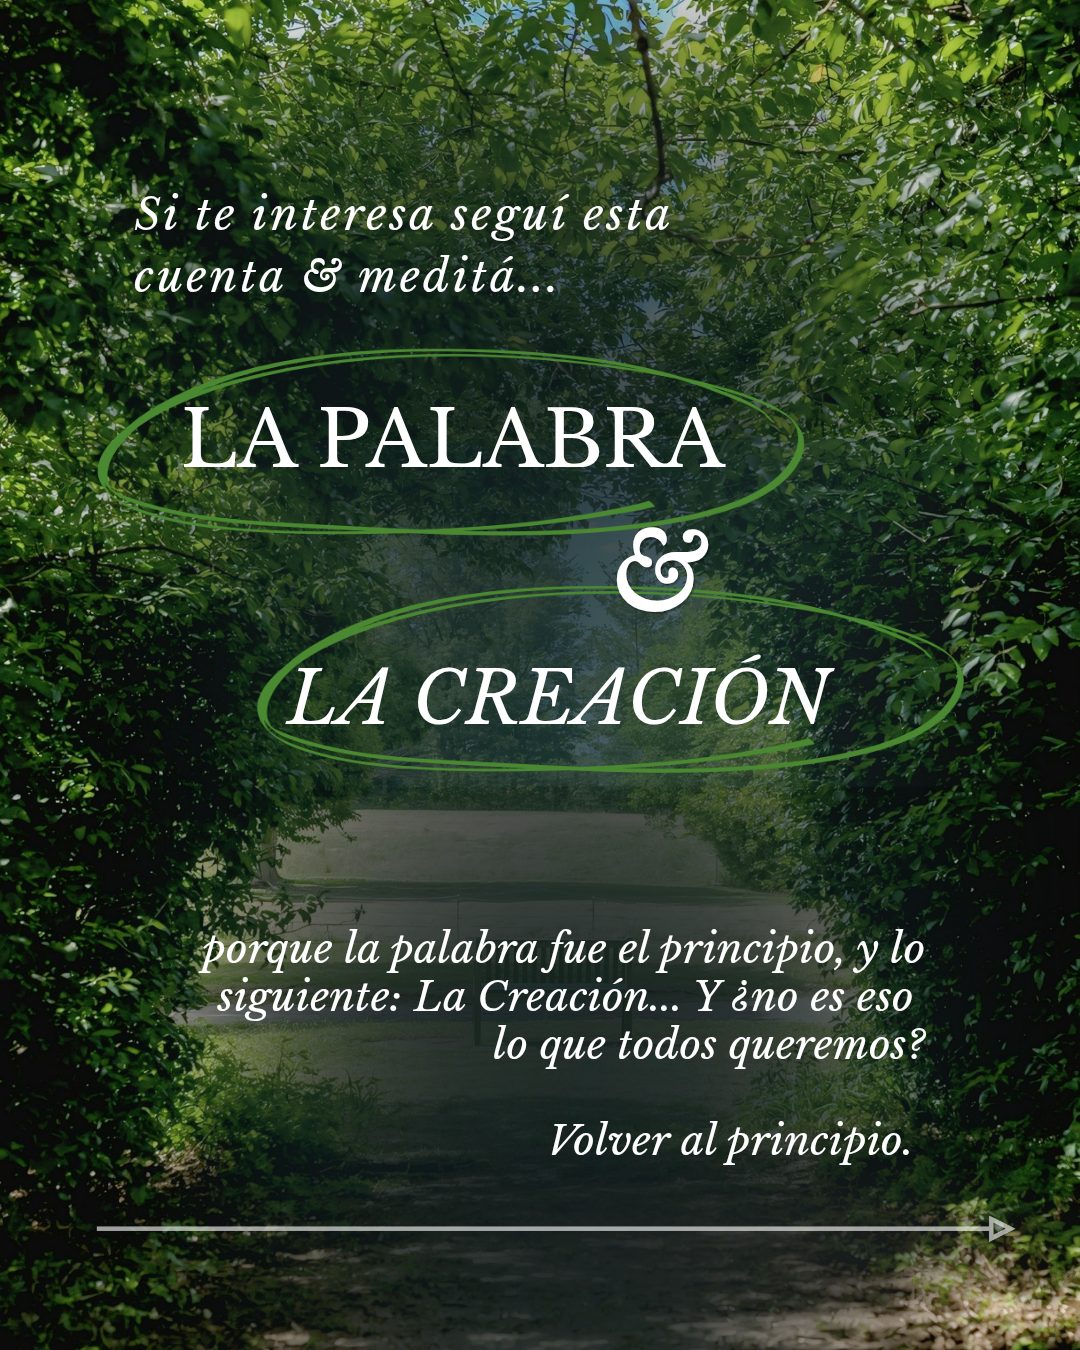 Si te interesa seguí esta
cuenta & meditá...
LA PALABRA
&
LA CREACIÓN
porque la palabra fue el principio, y lo
siguiente: La Creación... Y ¿no es eso
lo que todos queremos?
Volver al principio.